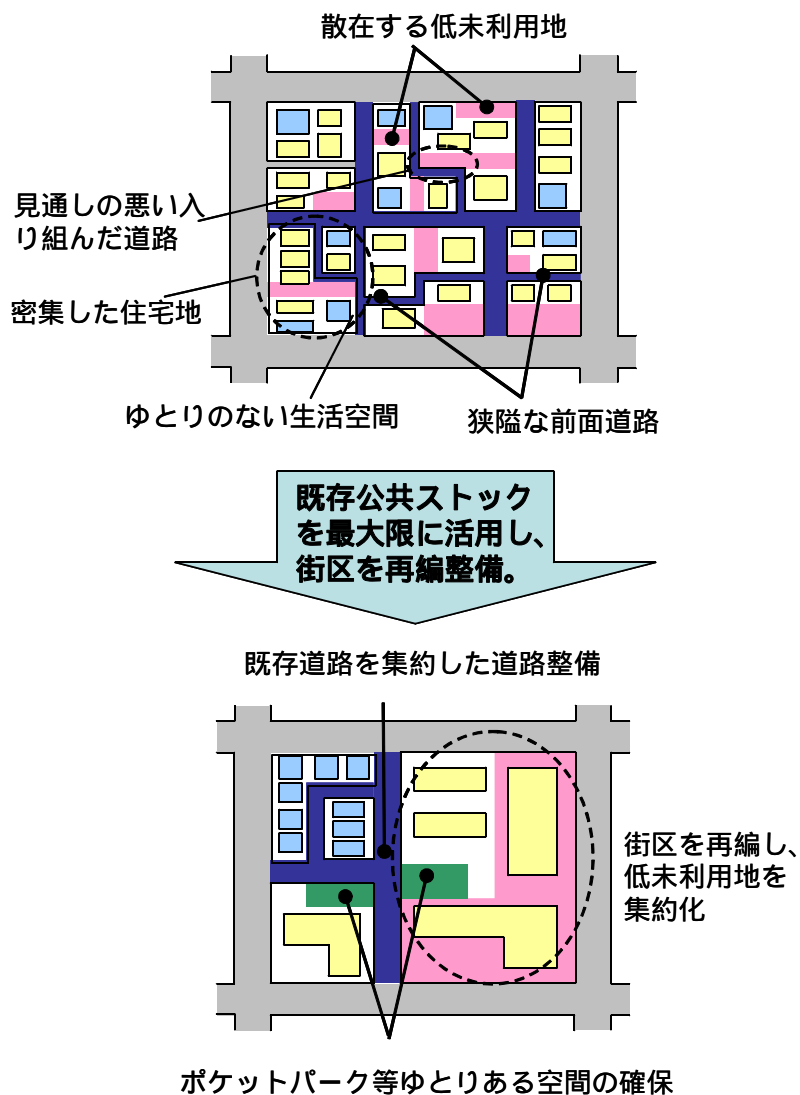 散在する低未利用地
見通しの悪い入
り組んだ道路
密集した住宅地
ゆとりのない生活空間
狭隘な前面道路
既存公共ストック
を最大限に活用し、
街区を再編整備。
既存道路を集約した道路整備
街区を再編し、
低未利用地を
集約化
ポケットパーク等ゆとりある空間の確保